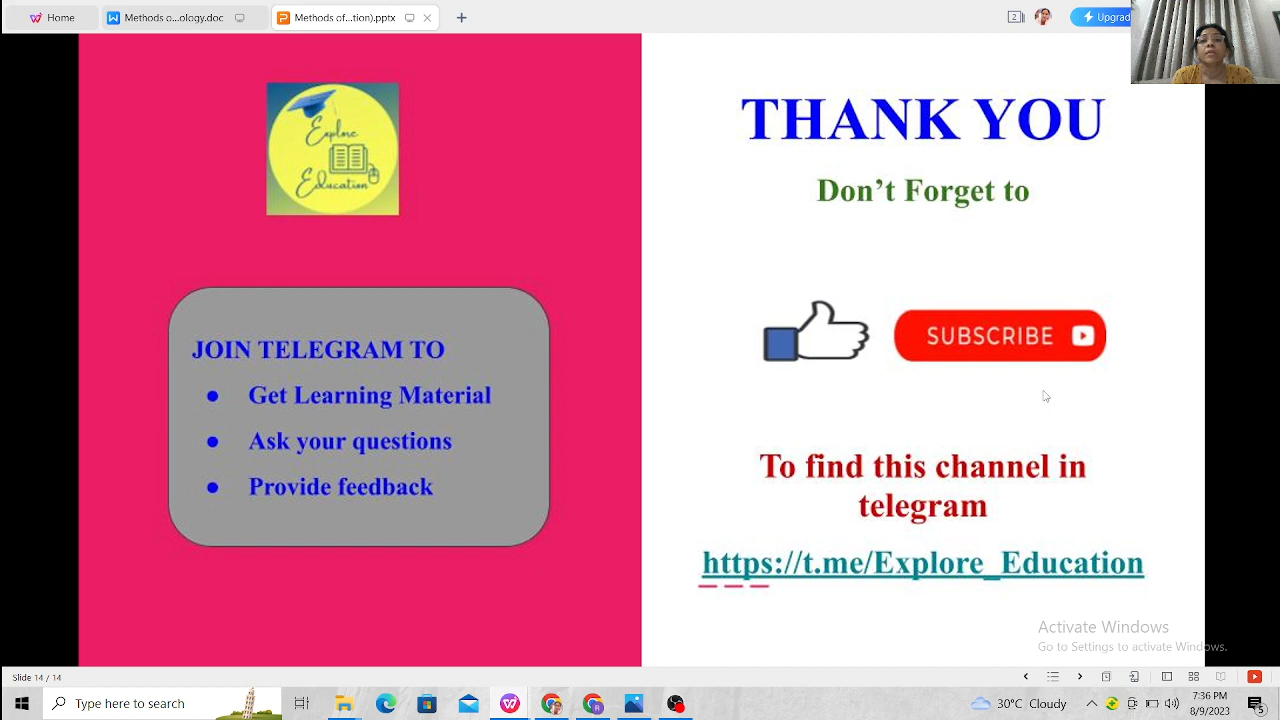 Home
Methods o...ology.doc
Methods of...tion).pptx
2
Upgrad
Explore
Education
THANK YOU
Don't Forget to
SUBSCRIBE
JOIN TELEGRAM TO
● Get Learning Material
● Ask your questions
● Provide feedback
To find this channel in
telegram
https://t.me/Explore_Education
Activate Windows
Go to Settings to activate Windows.
Slide 14 / 14
Type here to search
30°C Cloudy
7:36 PM
8/9/2023
5